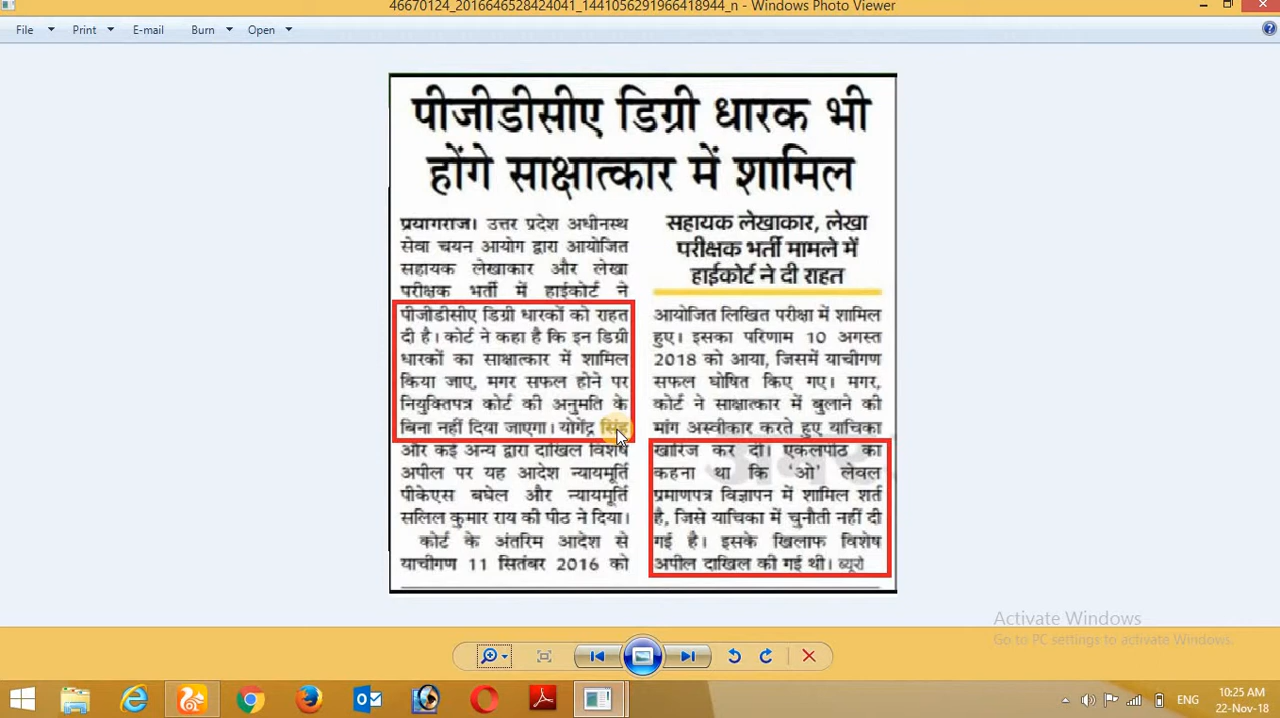 46670124_2016646528424041_1441056291966418944_n - Windows Photo Viewer
File Print E-mail Burn Open
पीजीडीसीए डिग्री धारक भी
होंगे साक्षात्कार में शामिल
प्रयागराज। उत्तर प्रदेश अधीनस्थ
सेवा चयन आयोग द्वारा आयोजित
सहायक लेखाकार और लेखा
परीक्षक भर्ती में हाईकोर्ट ने
पीजीडीसीए डिग्री धारकों को राहत
दी है। कोर्ट ने कहा है कि इन डिग्री
धारकों का साक्षात्कार में शामिल
किया जाए, मगर सफल होने पर
नियुक्तिपत्र कोर्ट की अनुमति के
बिना नहीं दिया जाएगा। योगेंद्र सिंह
और कई अन्य द्वारा दाखिल विशेष
अपील पर यह आदेश न्यायमूर्ति
पीकेएस बघेल और न्यायमूर्ति
सलिल कुमार राय की पीठ ने दिया।
कोर्ट के अंतरिम आदेश से
याचीगण 11 सितंबर 2016 को
सहायक लेखाकार, लेखा
परीक्षक भर्ती मामले में
हाईकोर्ट ने दी राहत
आयोजित लिखित परीक्षा में शामिल
हुए। इसका परिणाम 10 अगस्त
2018 को आया, जिसमें याचीगण
सफल घोषित किए गए। मगर,
कोर्ट ने साक्षात्कार में बुलाने की
मांग अस्वीकार करते हुए याचिका
खारिज कर दी। एकलपीठ का
कहना था कि 'ओ' लेवल
प्रमाणपत्र विज्ञापन में शामिल शर्त
है, जिसे याचिका में चुनौती नहीं दी
गई है। इसके खिलाफ विशेष
अपील दाखिल की गई थी। ब्यूरो
Activate Windows
Go to PC settings to activate Windows.
ENG
10:25 AM
22-Nov-18